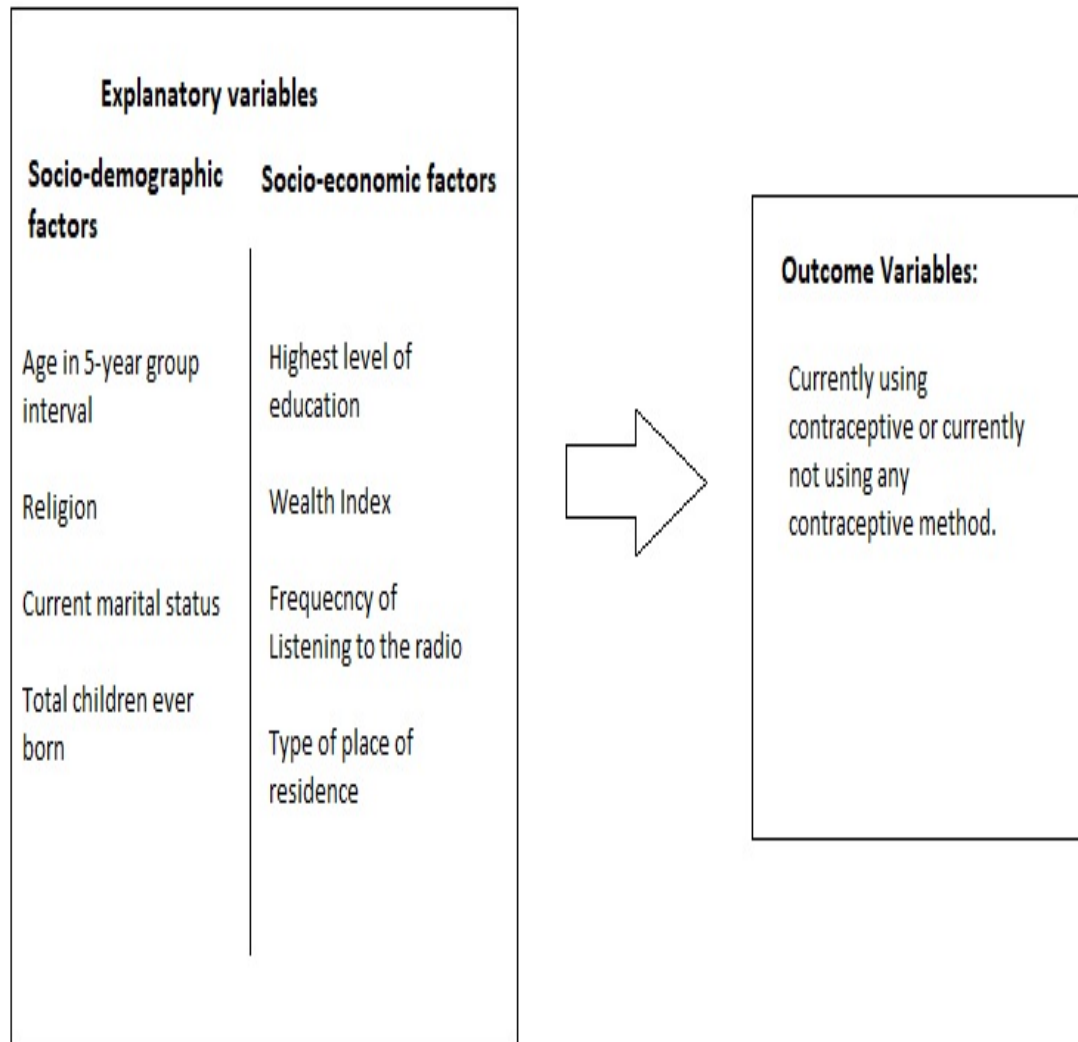 Explanatory variables
Socio-demographic
factors
Age in 5-year group
interval
Religion
Current marital status
Total children ever
born
Socio-economic factors
Highest level of
education
Wealth Index
Frequecncy of
Listening to the radio
Type of place of
residence
Outcome Variables:
Currently using
contraceptive or currently
not using any
contraceptive method.